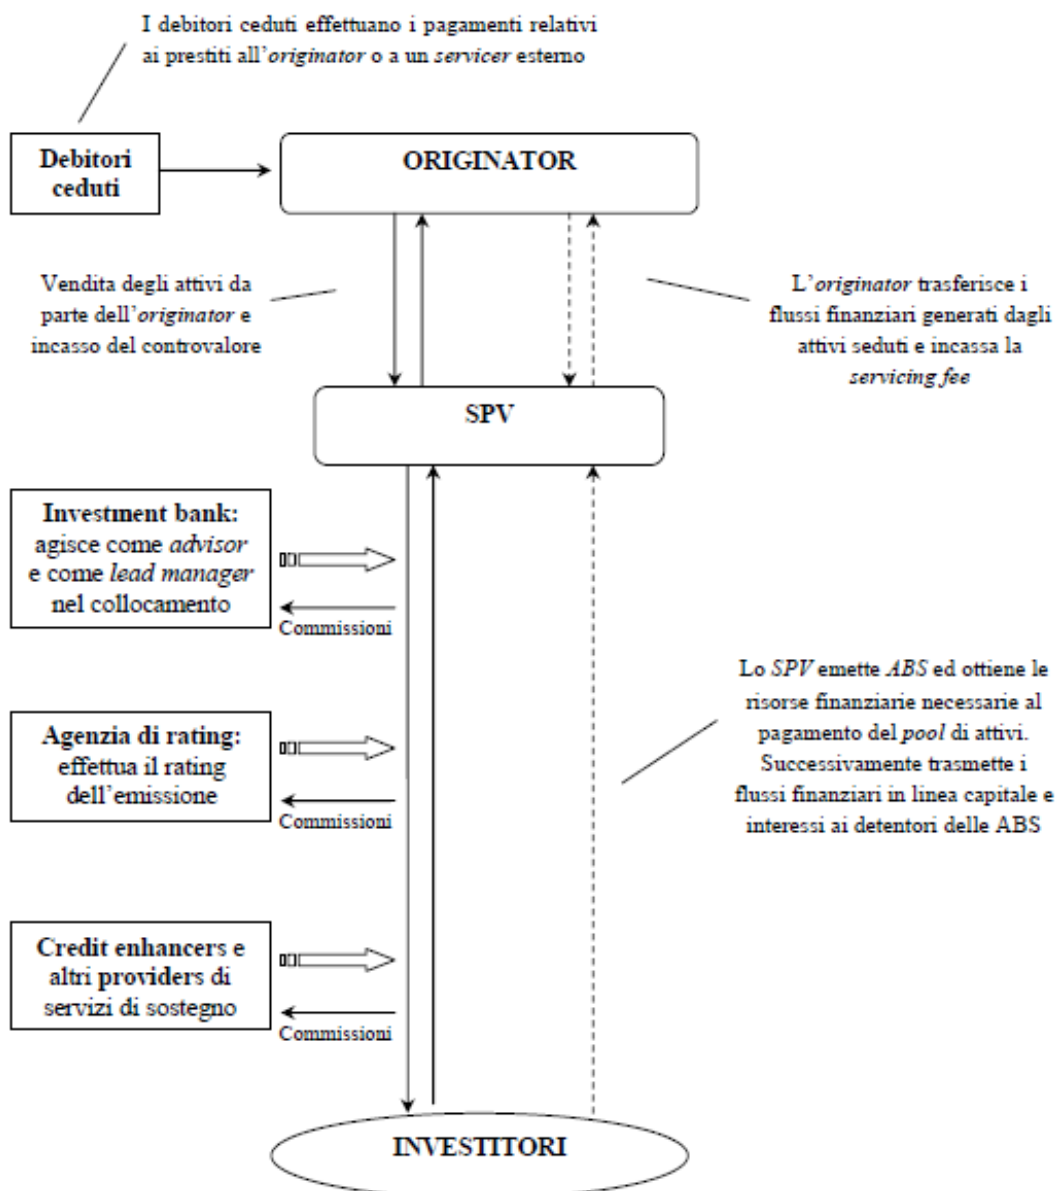 I debitori ceduti effettuano i pagamenti relativi
ai prestiti all’originator o a un servicer esterno
Debitori
ceduti
ORIGINATOR
Vendita degli attivi da
parte dell’originator e
incasso del controvalore
L’originator trasferisce i
flussi finanziari generati dagli
attivi seduti e incassa la
servicing fee
SPV
Investment bank:
agisce come advisor
e come lead manager
nel collocamento
Commissioni
Lo SPV emette ABS ed ottiene le
risorse finanziarie necessarie al
pagamento del pool di attivi.
Successivamente trasmette i
flussi finanziari in linea capitale e
interessi ai detentori delle ABS
Agenzia di rating:
effettua il rating
dell’emissione
Commissioni
Credit enhancers e
altri providers di
servizi di sostegno
Commissioni
INVESTITORI